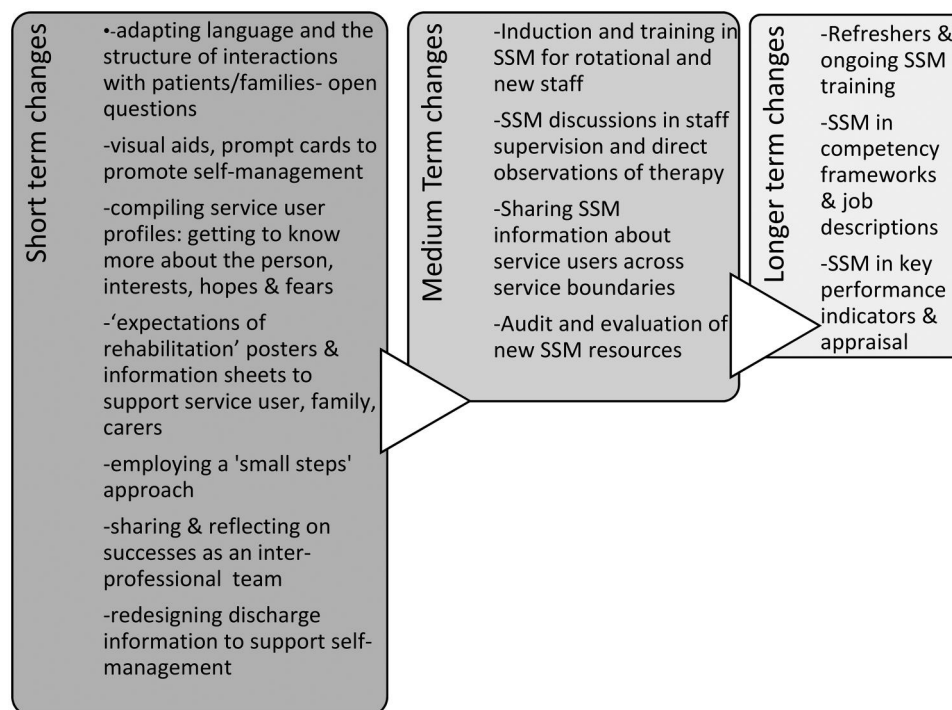 Short term changes
•-adapting language and the
structure of interactions
with patients/families- open
questions
-visual aids, prompt cards to
promote self-management
-compiling service user
profiles: getting to know
more about the person,
interests, hopes & fears
-‘expectations of
rehabilitation’ posters &
information sheets to
support service user, family,
carers
-employing a 'small steps'
approach
-sharing & reflecting on
successes as an inter-
professional team
-redesigning discharge
information to support self-
management
Medium Term changes
-Induction and training in
SSM for rotational and
new staff
-SSM discussions in staff
supervision and direct
observations of therapy
-Sharing SSM
information about
service users across
service boundaries
-Audit and evaluation of
new SSM resources
Longer term changes
-Refreshers &
ongoing SSM
training
-SSM in
competency
frameworks
& job
descriptions
-SSM in key
performance
indicators &
appraisal